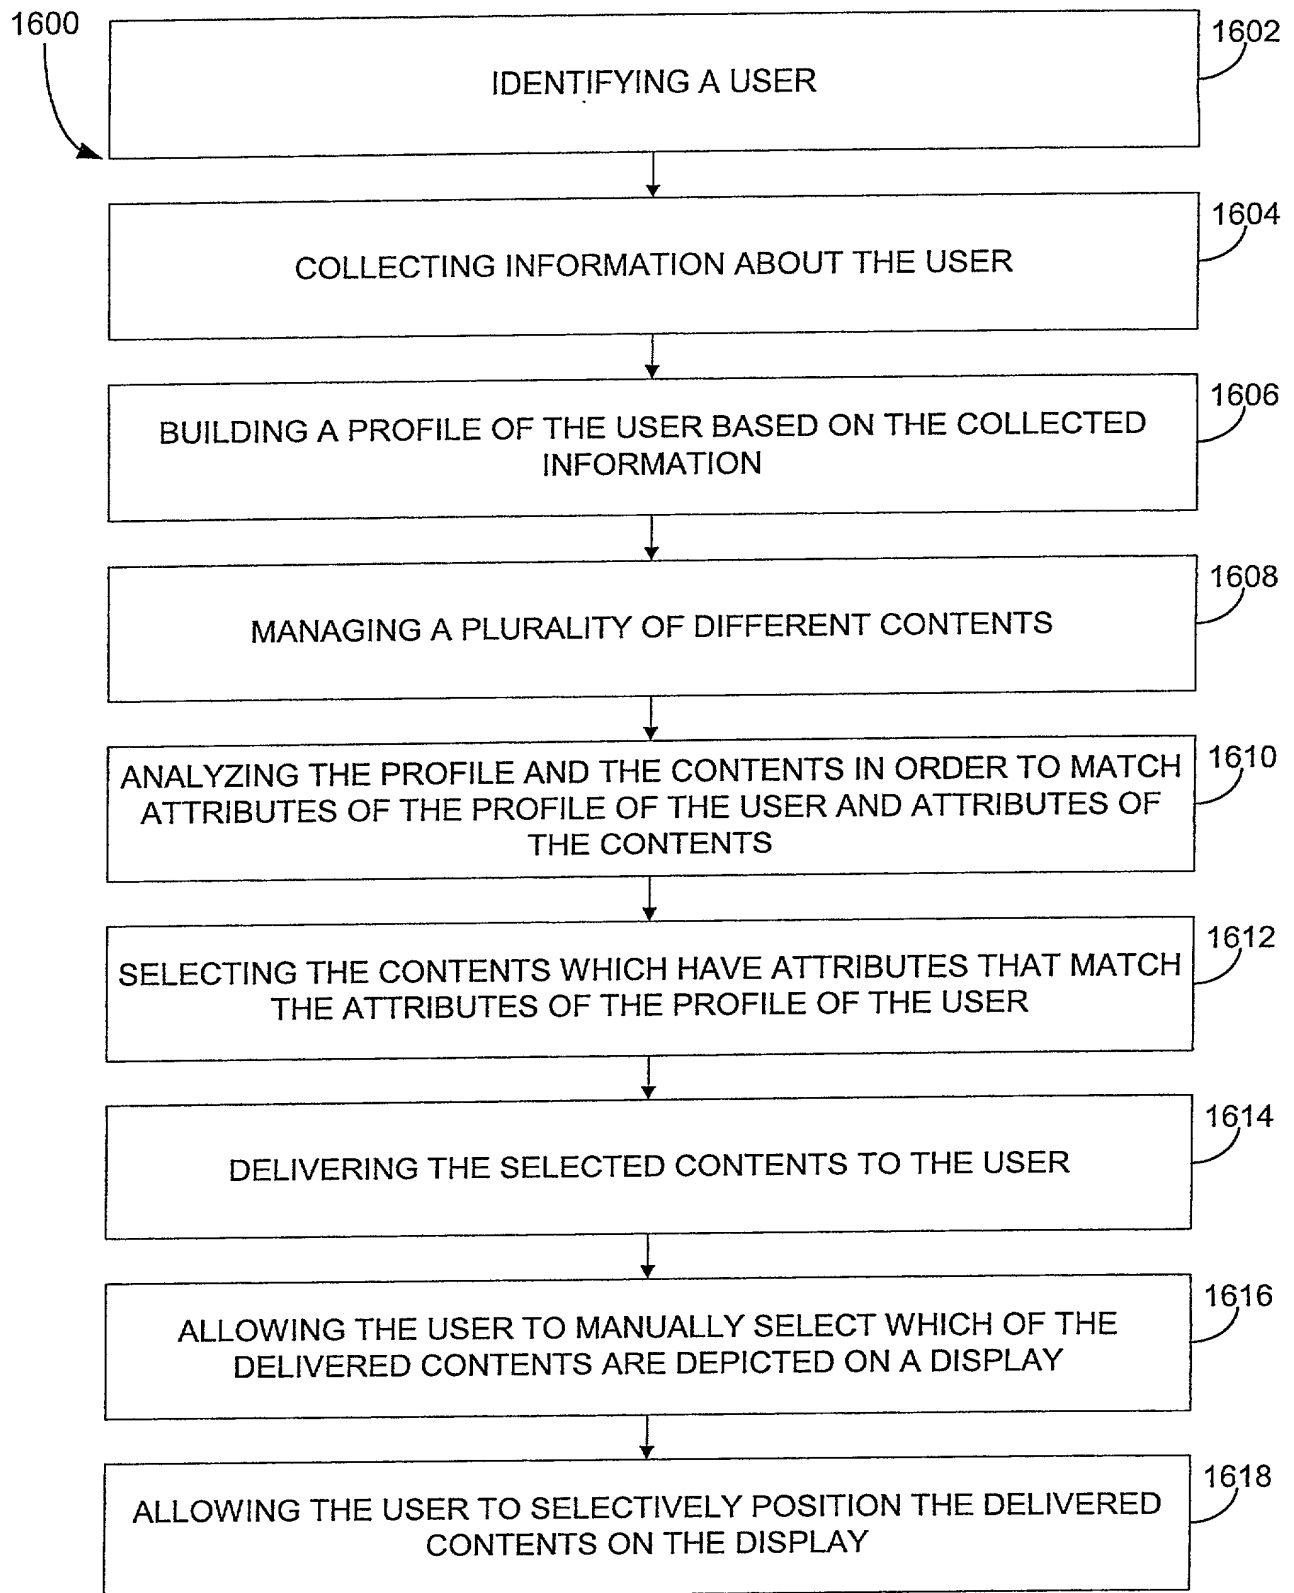 1600
1602
IDENTIFYING A USER
1604
COLLECTING INFORMATION ABOUT THE USER
1606
BUILDING A PROFILE OF THE USER BASED ON THE COLLECTED
INFORMATION
1608
MANAGING A PLURALITY OF DIFFERENT CONTENTS
1610
ANALYZING THE PROFILE AND THE CONTENTS IN ORDER TO MATCH
ATTRIBUTES OF THE PROFILE OF THE USER AND ATTRIBUTES OF
THE CONTENTS
1612
SELECTING THE CONTENTS WHICH HAVE ATTRIBUTES THAT MATCH
THE ATTRIBUTES OF THE PROFILE OF THE USER
1614
DELIVERING THE SELECTED CONTENTS TO THE USER
1616
ALLOWING THE USER TO MANUALLY SELECT WHICH OF THE
DELIVERED CONTENTS ARE DEPICTED ON A DISPLAY
1618
ALLOWING THE USER TO SELECTIVELY POSITION THE DELIVERED
CONTENTS ON THE DISPLAY